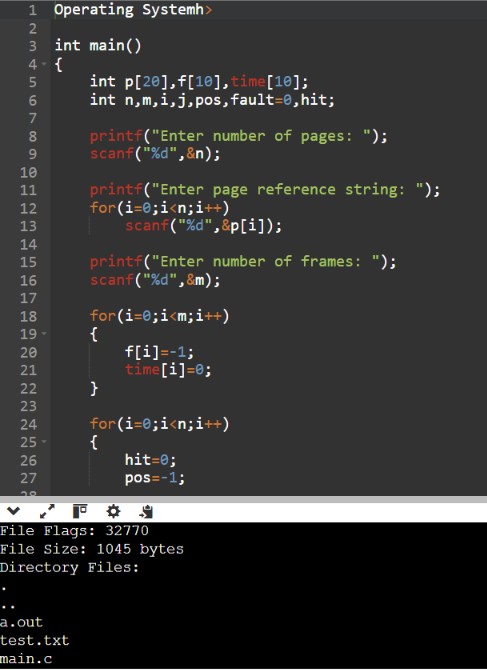 1 Operating Systemh>
2
3 int main()
4 {
5 int p[20],f[10],time[10];
6 int n,m,i,j,pos,fault=0,hit;
7
8 printf("Enter number of pages: ");
9 scanf("%d",&n);
10
11 printf("Enter page reference string: ");
12 for(i=0;i<n;i++)
13 scanf("%d",&p[i]);
14
15 printf("Enter number of frames: ");
16 scanf("%d",&m);
17
18 for(i=0;i<m;i++)
19 {
20 f[i]=-1;
21 time[i]=0;
22 }
23
24 for(i=0;i<n;i++)
25 {
26 hit=0;
27 pos=-1;
28
File Flags: 32770
File Size: 1045 bytes
Directory Files:
.
..
a.out
test.txt
main.c